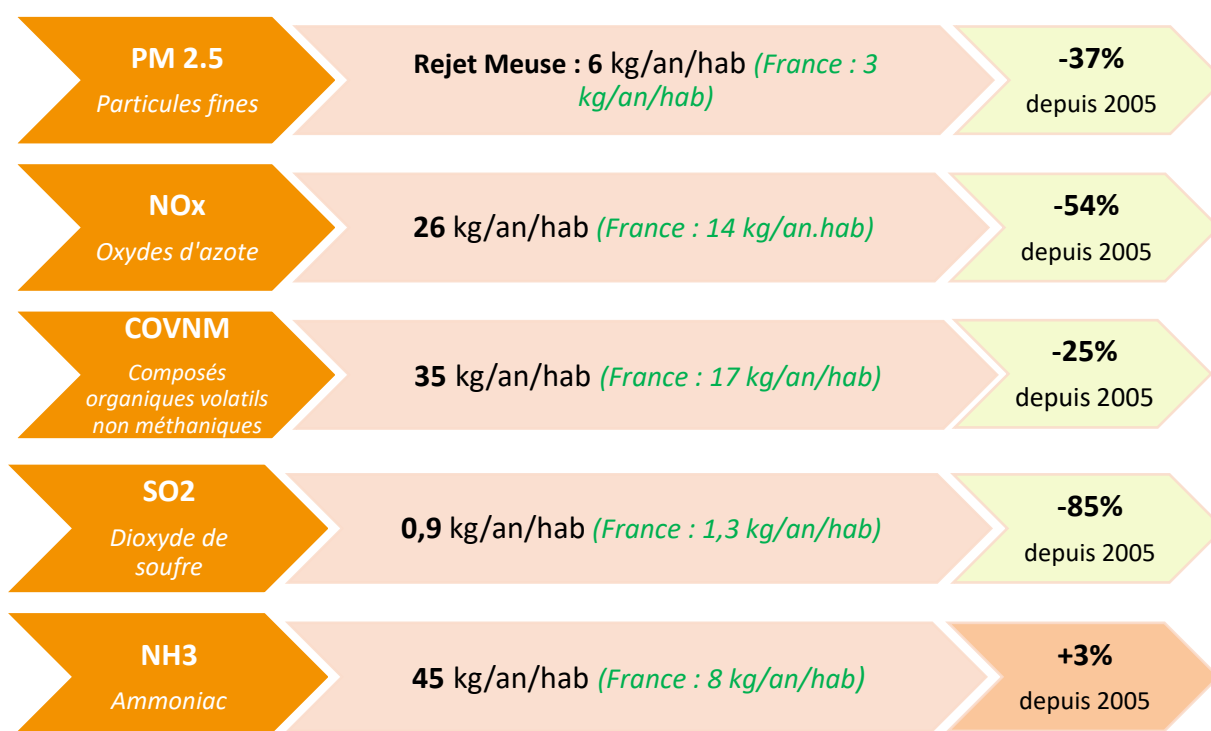 PM 2.5
Particules fines
Rejet Meuse : 6 kg/an/hab (France : 3
kg/an/hab)
-37%
depuis 2005
NOx
Oxydes d'azote
26 kg/an/hab (France : 14 kg/an.hab)
-54%
depuis 2005
COVNM
Composés
organiques volatils
non méthaniques
35 kg/an/hab (France : 17 kg/an/hab)
-25%
depuis 2005
SO2
Dioxyde de
soufre
0,9 kg/an/hab (France : 1,3 kg/an/hab)
-85%
depuis 2005
NH3
Ammoniac
45 kg/an/hab (France : 8 kg/an/hab)
+3%
depuis 2005